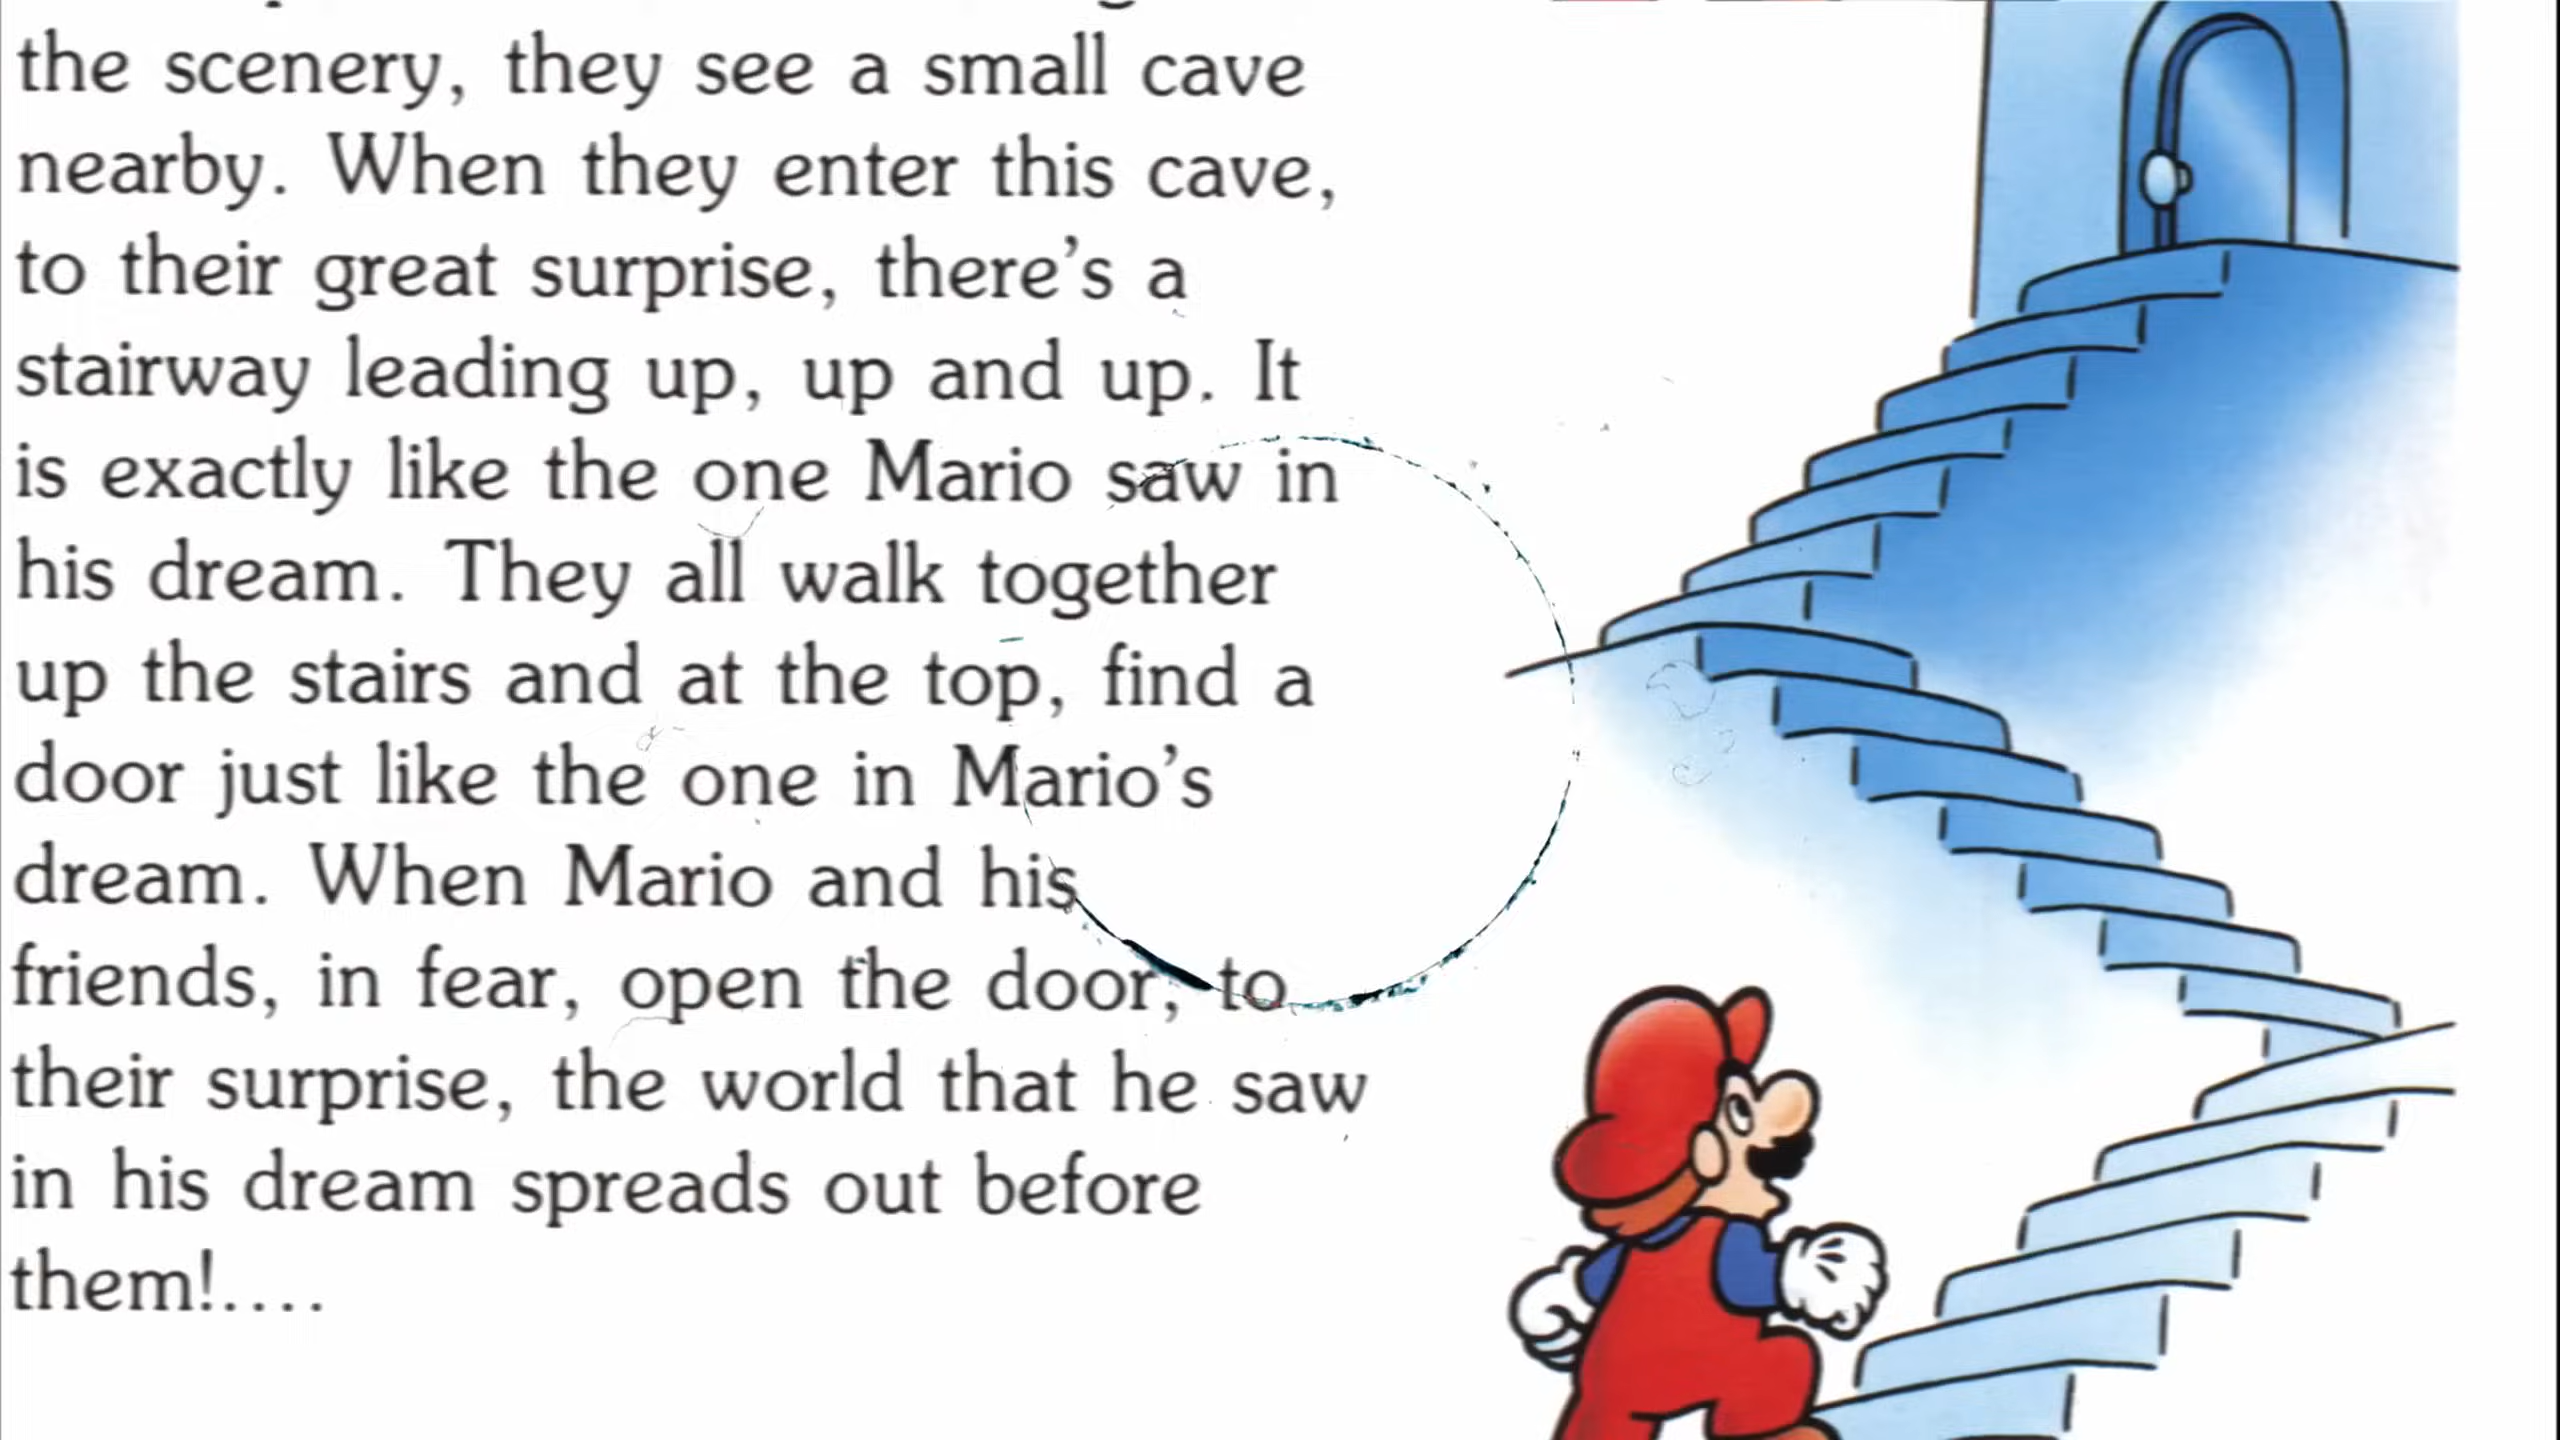 the scenery, they see a small cave
nearby. When they enter this cave,
to their great surprise, there's a
stairway leading up, up and up. It
is exactly like the one Mario saw in
his dream. They all walk together
up the stairs and at the top, find a
door just like the one in Mario's
dream. When Mario and his
friends, in fear, open the door, to
their surprise, the world that he saw
in his dream spreads out before
them!....